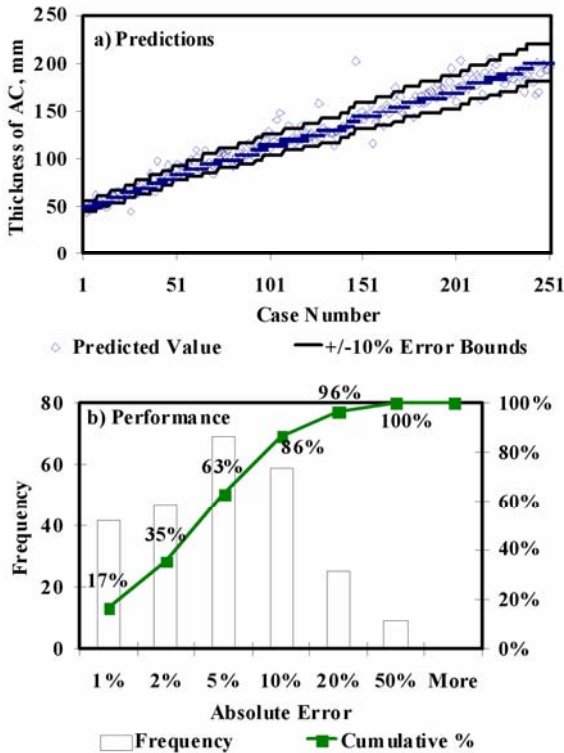 a) Predictions
Thickness of AC, mm
250
200
150
100
50
0
1 51 101 151 201 251
Case Number
Predicted Value +/-10% Error Bounds
b) Performance
Frequency
80
60
40
20
0
100%
80%
60%
40%
20%
0%
17%
35%
63%
86%
96%
100%
1% 2% 5% 10% 20% 50% More
Absolute Error
Frequency Cumulative %